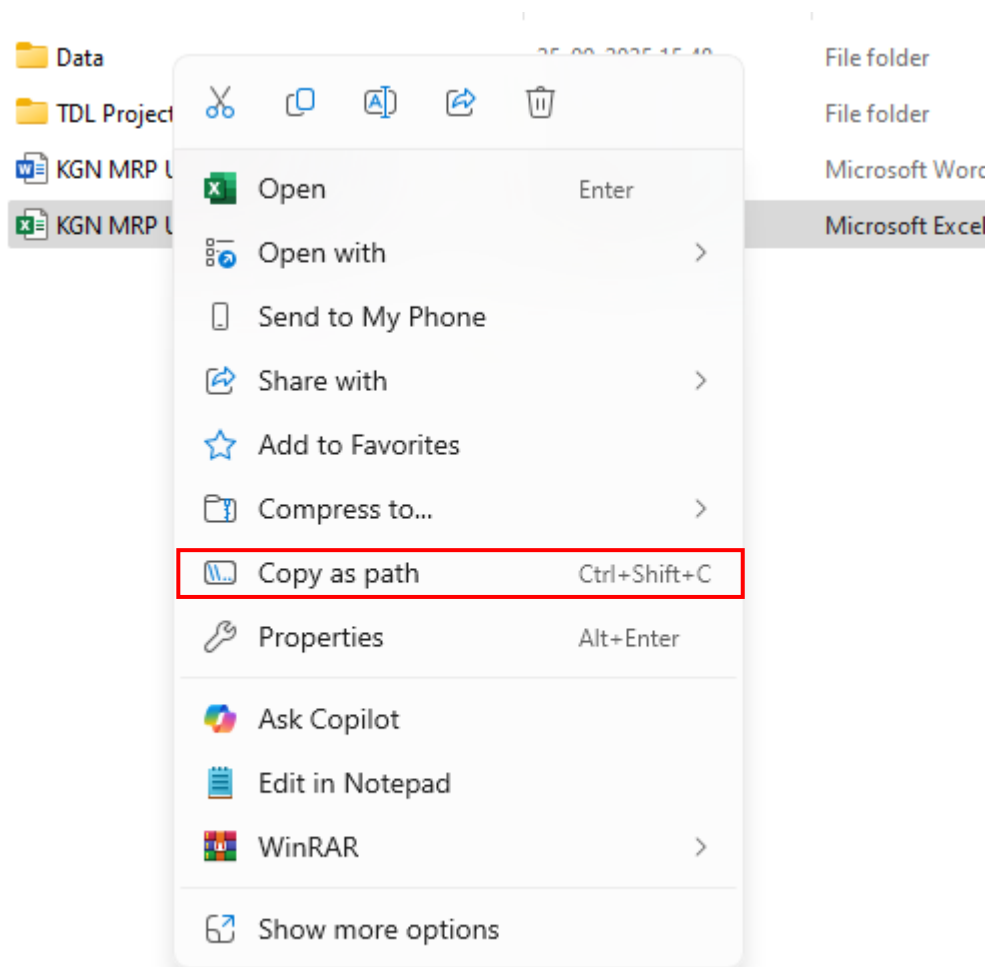 Data
File folder
TDL Project
File folder
KGN MRP
Microsoft Word
KGN MRP
Microsoft Excel
Open Enter
Open with
Send to My Phone
Share with
Add to Favorites
Compress to...
Copy as path Ctrl+Shift+C
Properties Alt+Enter
Ask Copilot
Edit in Notepad
WinRAR
Show more options